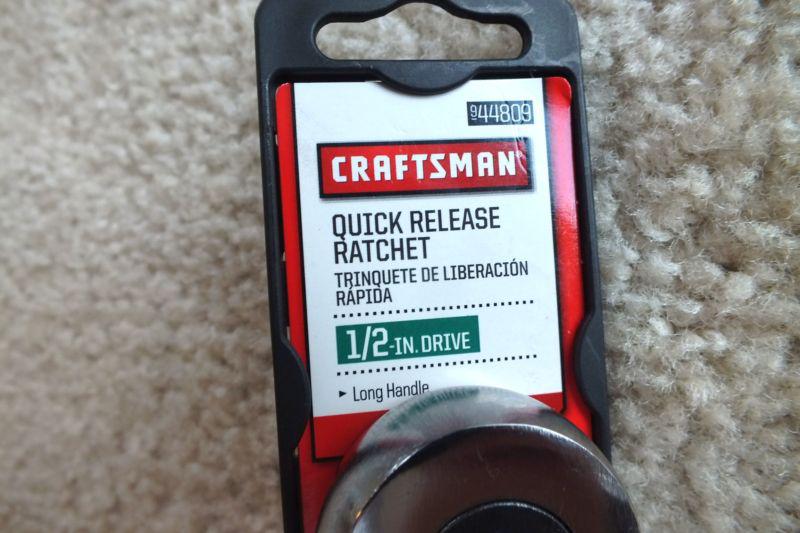 944809
CRAFTSMAN
QUICK RELEASE
RATCHET
TRINQUETE DE LIBERACIÓN
RÁPIDA
1/2-IN. DRIVE
▸ Long Handle